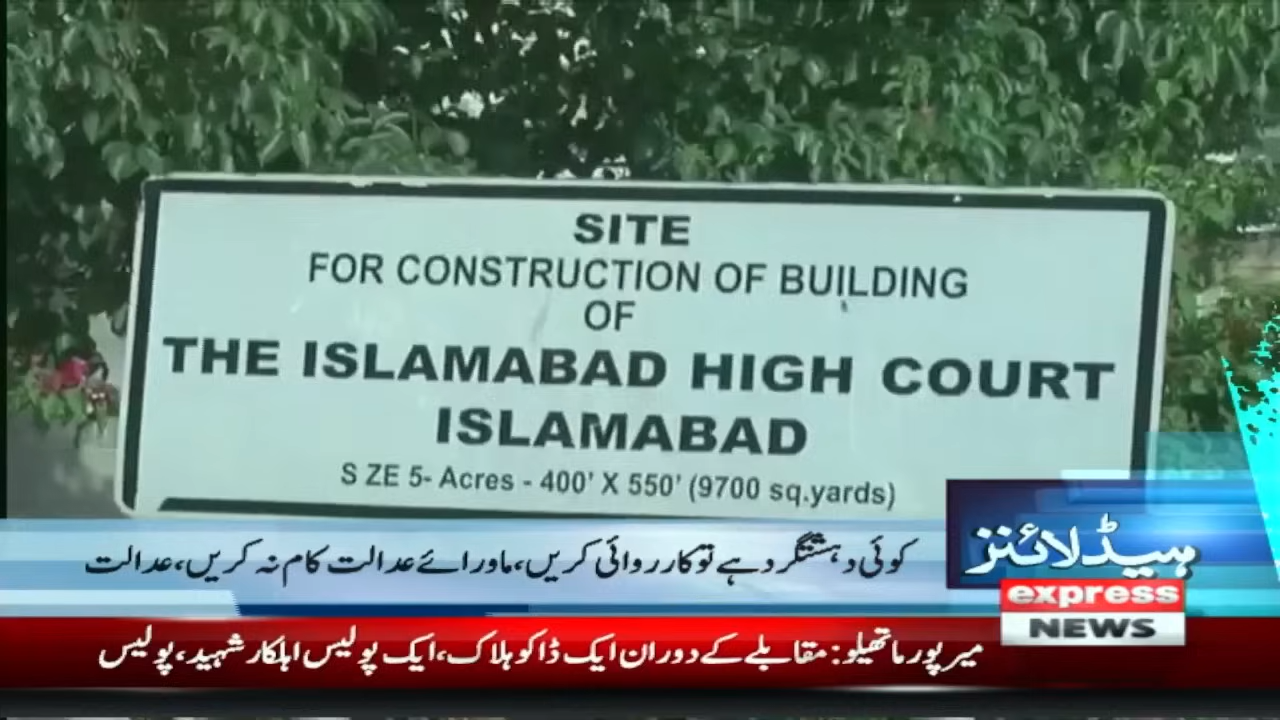 SITE
FOR CONSTRUCTION OF BUILDING
OF
THE ISLAMABAD HIGH COURT
ISLAMABAD
S ZE 5- Acres - 400' X 550' (9700 sq.yards)
ہیڈلائنز
کوئی دہشتگرد ہے تو کارروائی کریں، ماورائے عدالت کام نہ کریں، عدالت
express
NEWS
میرپور ماتھیلو: مقابلے کے دوران ایک ڈاکو ہلاک، ایک پولیس اہلکار شہید، پولیس